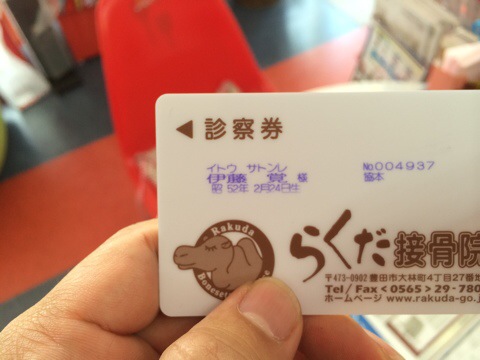 ◀診察券
イトウ サトシ
伊藤 覚 様
昭 52年 2月24日生
No004937
協本
Rakuda
らくだ接骨院
〒473-0902 豊田市大林町4丁目27番地
Tel/Fax <0565> 29-780
ホームページ www.rakuda-go.j